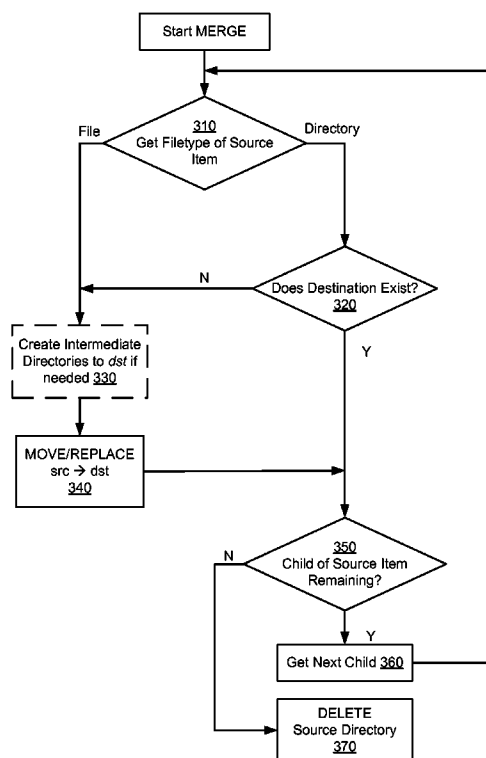 Start MERGE
310
Get Filetype of Source
Item
File
Directory
Does Destination Exist?
320
N
Y
Create Intermediate
Directories to dst if
needed 330
MOVE/REPLACE
src → dst
340
350
Child of Source Item
Remaining?
N
Y
Get Next Child 360
DELETE
Source Directory
370